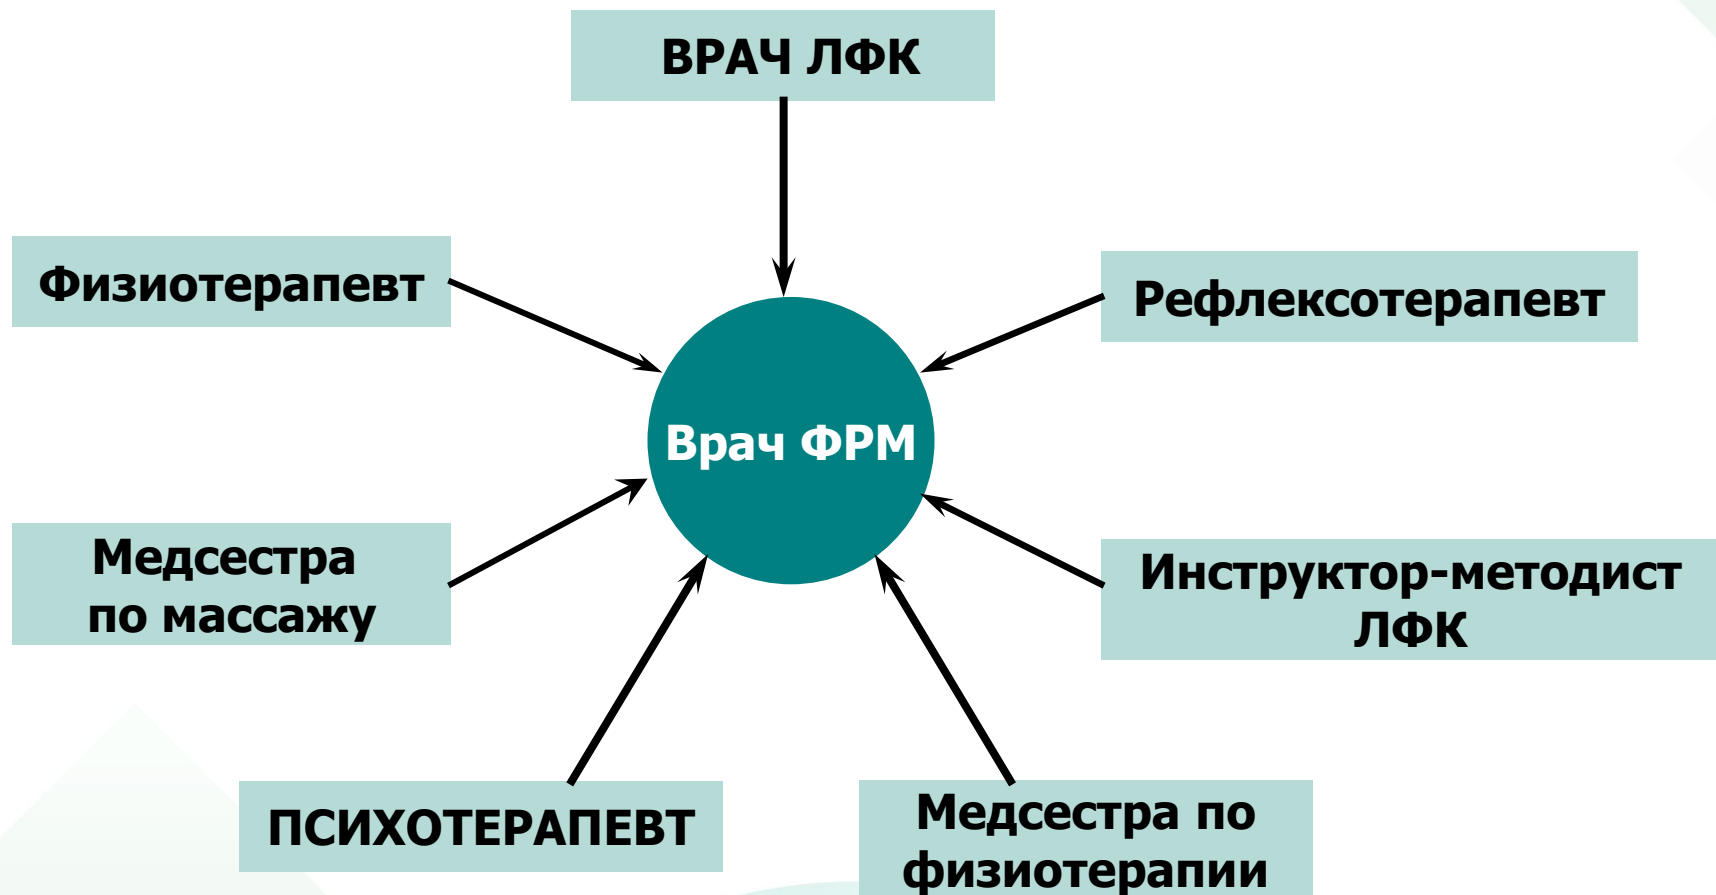 ВРАЧ ЛФК
Физиотерапевт
Рефлексотерапевт
Врач ФРМ
Медсестра
по массажу
Инструктор-методист
ЛФК
ПСИХОТЕРАПЕВТ
Медсестра по
физиотерапии